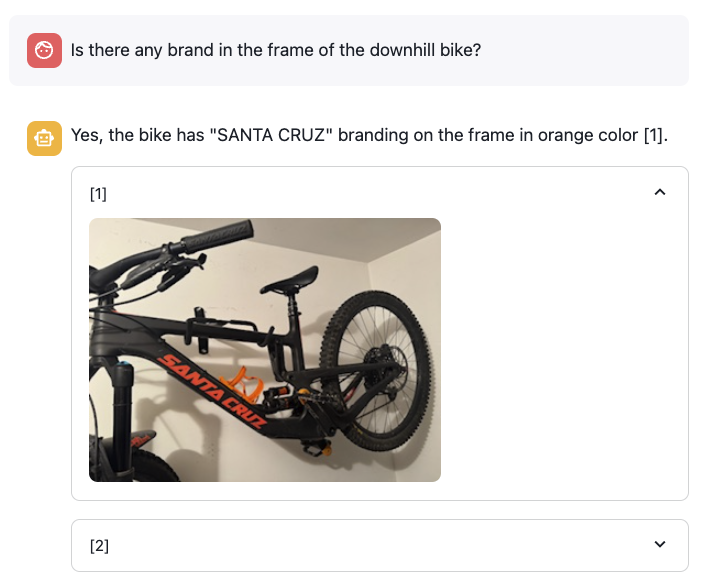 Is there any brand in the frame of the downhill bike?
Yes, the bike has "SANTA CRUZ" branding on the frame in orange color [1].
[1]
SANTA CRUZ
[2]